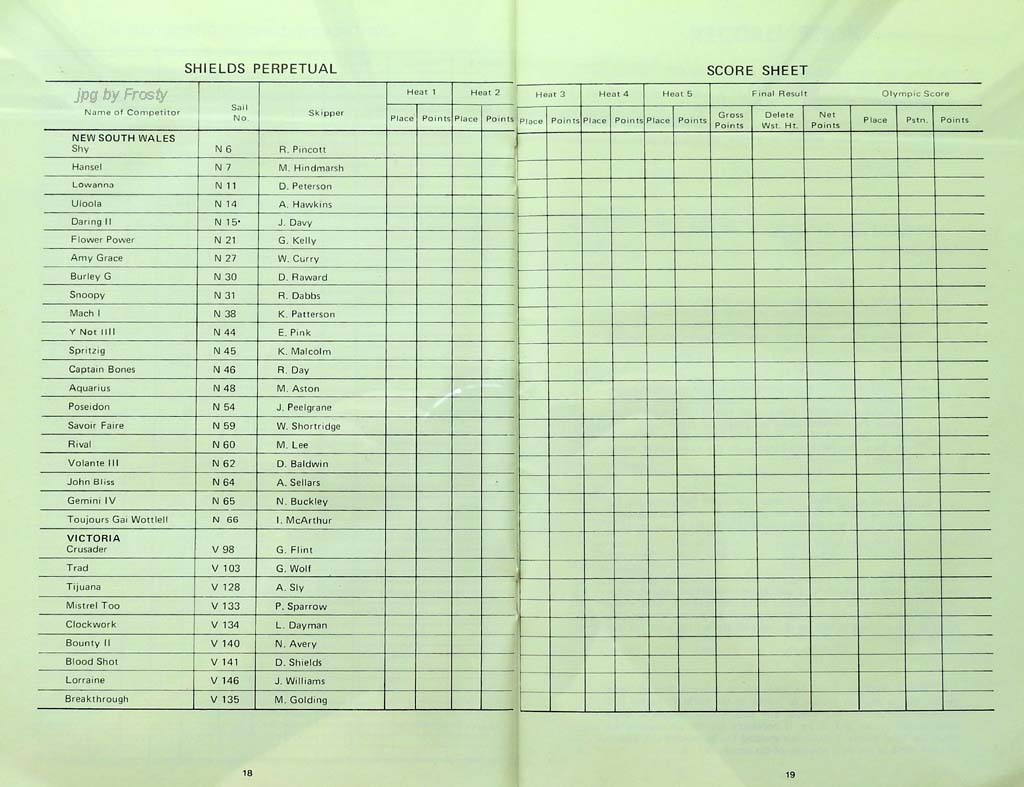 SHIELDS PERPETUAL
jpg by Frosty
Name of Competitor Sail No. Skipper Heat 1 Heat 2
Place Points Place Points
NEW SOUTH WALES
Shy N 6 R. Pincott
Hansel N 7 M. Hindmarsh
Lowanna N 11 D. Peterson
Uloola N 14 A. Hawkins
Daring II N 15• J. Davy
Flower Power N 21 G. Kelly
Amy Grace N 27 W. Curry
Burley G N 30 D. Raward
Snoopy N 31 R. Dabbs
Mach I N 38 K. Patterson
Y Not IIII N 44 E. Pink
Spritzig N 45 K. Malcolm
Captain Bones N 46 R. Day
Aquarius N 48 M. Aston
Poseidon N 54 J. Peelgrane
Savoir Faire N 59 W. Shortridge
Rival N 60 M. Lee
Volante III N 62 D. Baldwin
John Bliss N 64 A. Sellars
Gemini IV N 65 N. Buckley
Toujours Gai Wottlell N 66 I. McArthur
VICTORIA
Crusader V 98 G. Flint
Trad V 103 G. Wolf
Tijuana V 128 A. Sly
Mistrel Too V 133 P. Sparrow
Clockwork V 134 L. Dayman
Bounty II V 140 N. Avery
Blood Shot V 141 D. Shields
Lorraine V 146 J. Williams
Breakthrough V 135 M. Golding
18
SCORE SHEET
Heat 3 Heat 4 Heat 5 Final Result Olympic Score
Place Points Place Points Place Points Gross Points Delete Wst. Ht. Net Points Place Pstn. Points
19